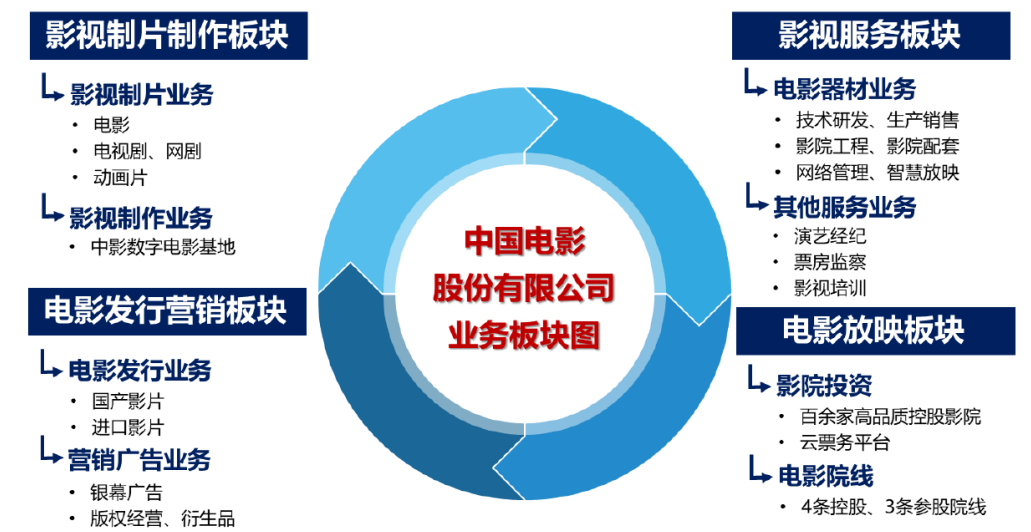 影视制片制作板块
影视制片业务
• 电影
• 电视剧、网剧
• 动画片
影视制作业务
• 中影数字电影基地
电影发行营销板块
电影发行业务
• 国产影片
• 进口影片
营销广告业务
• 银幕广告
• 版权经营、衍生品
中国电影
股份有限公司
业务板块图
影视服务板块
电影器材业务
• 技术研发、生产销售
• 影院工程、影院配套
• 网络管理、智慧放映
其他服务业务
• 演艺经纪
• 票房监察
• 影视培训
电影放映板块
影院投资
• 百余家高品质控股影院
• 云票务平台
电影院线
• 4条控股、3条参股院线